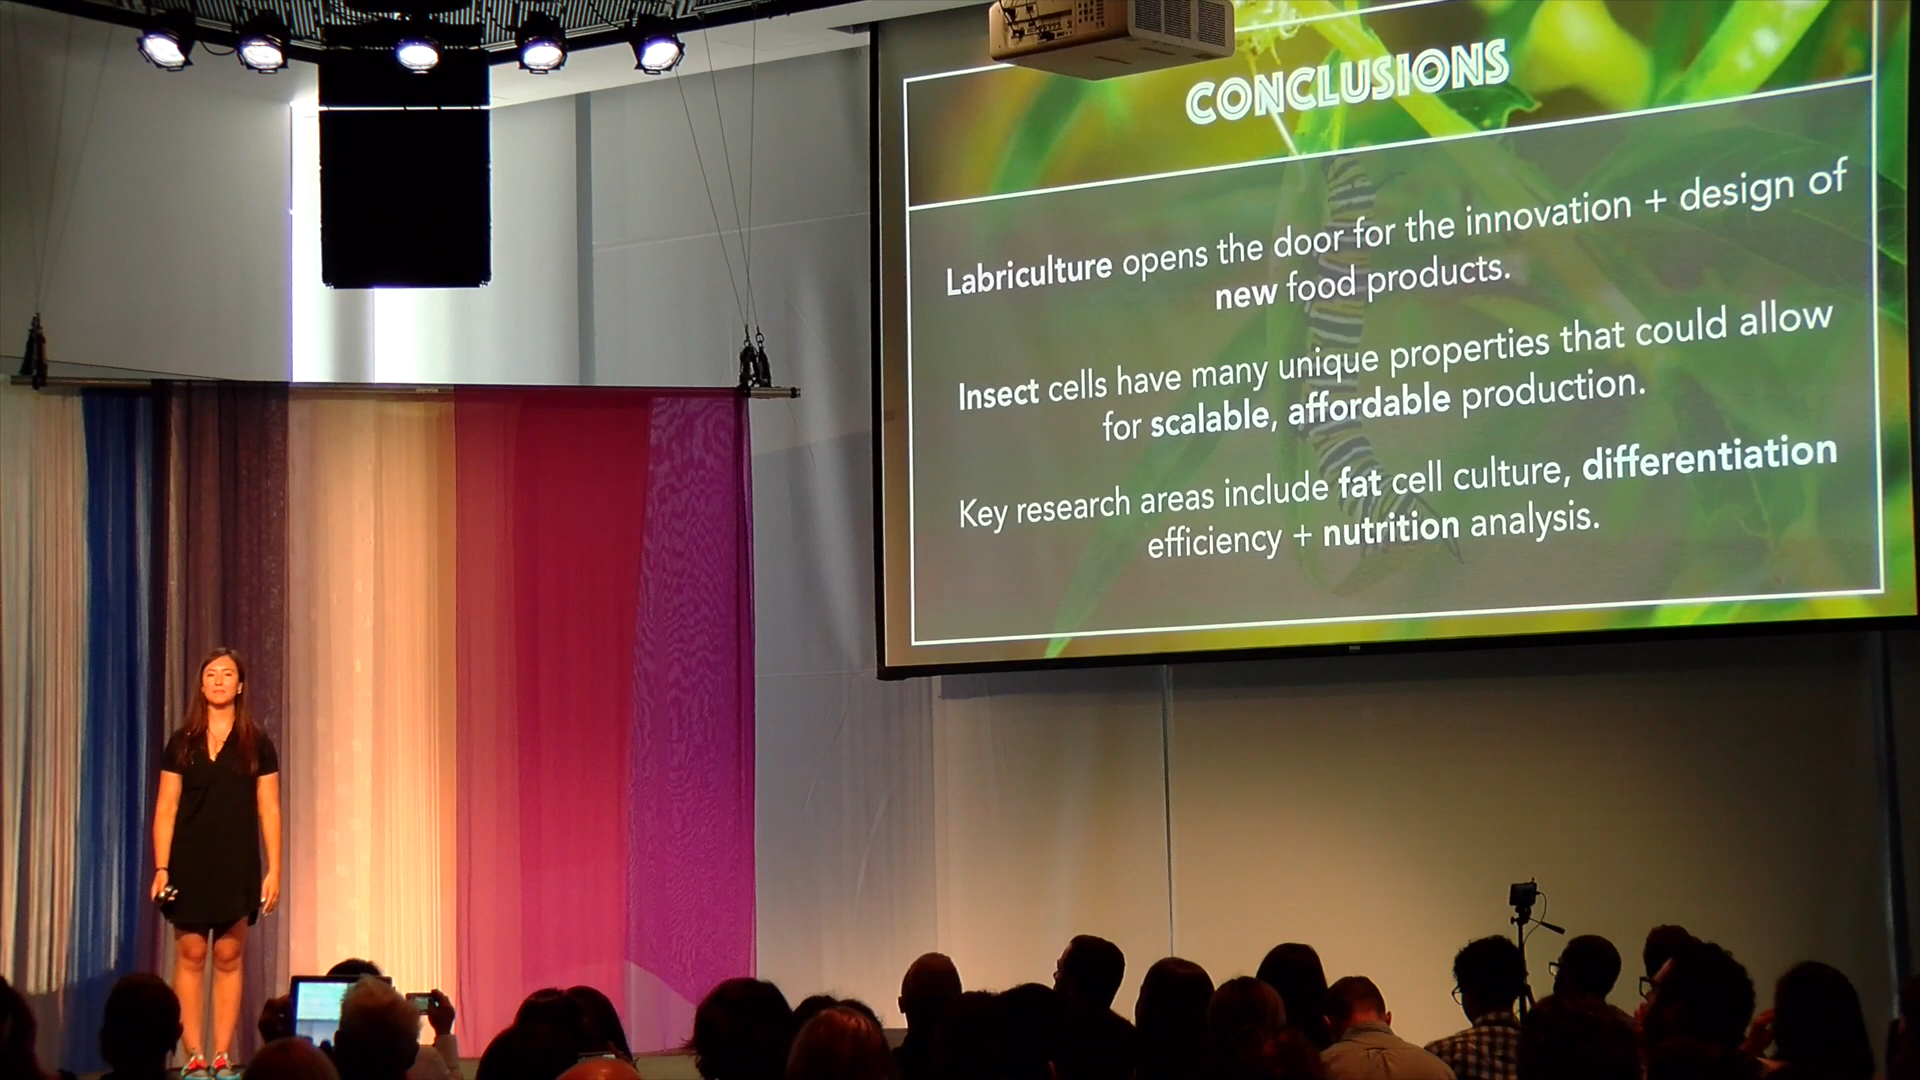 CONCLUSIONS
Labriculture opens the door for the innovation + design of
new food products.
Insect cells have many unique properties that could allow
for scalable, affordable production.
Key research areas include fat cell culture, differentiation
efficiency + nutrition analysis.